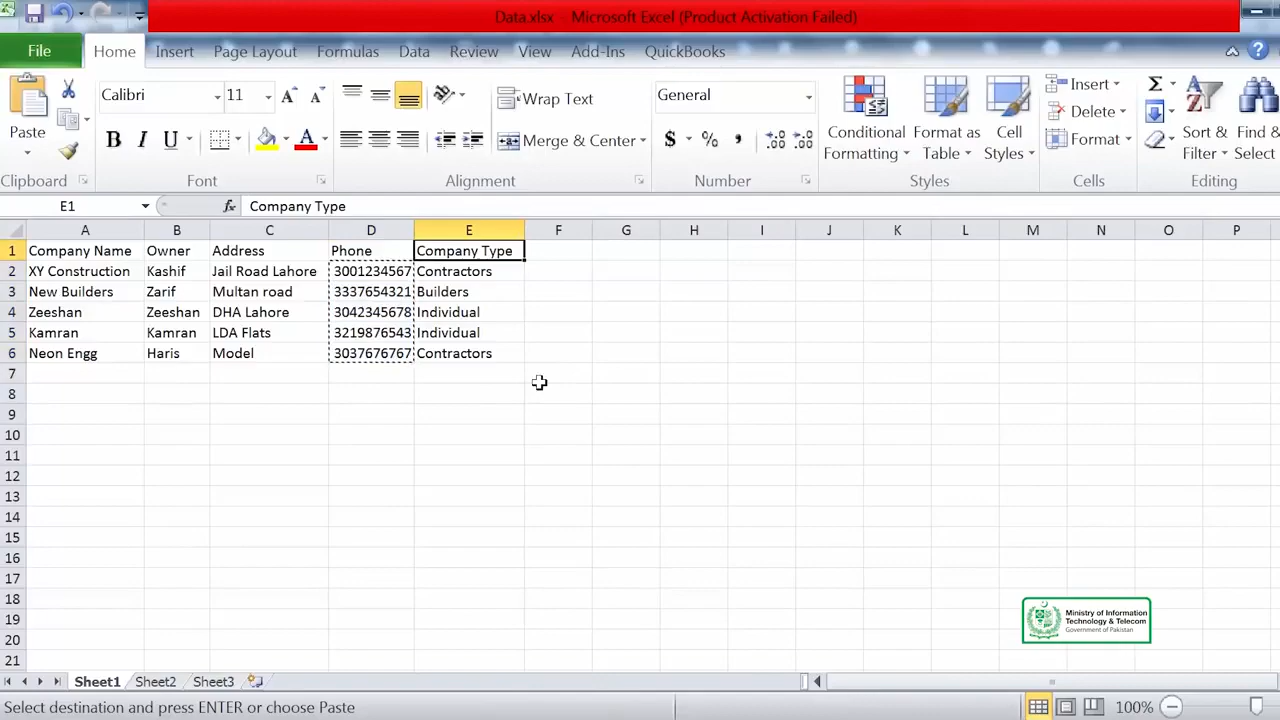 Data.xlsx - Microsoft Excel (Product Activation Failed)
File Home Insert Page Layout Formulas Data Review View Add-Ins QuickBooks
Calibri 11 Wrap Text General Insert Σ
Delete
Paste B I U A Merge & Center $ % , Conditional Formatting Format as Table Cell Styles Format Sort & Filter Find & Select
Clipboard Font Alignment Number Styles Cells Editing
E1 fx Company Type
A B C D E F G H I J K L M N O P
1 Company Name Owner Address Phone Company Type
2 XY Construction Kashif Jail Road Lahore 3001234567 Contractors
3 New Builders Zarif Multan road 3337654321 Builders
4 Zeeshan Zeeshan DHA Lahore 3042345678 Individual
5 Kamran Kamran LDA Flats 3219876543 Individual
6 Neon Engg Haris Model 3037676767 Contractors
7
8
9
10
11
12
13
14
15
16
17
18
19
20
21
Ministry of Information
Technology & Telecom
Government of Pakistan
Sheet1 Sheet2 Sheet3
Select destination and press ENTER or choose Paste 100%